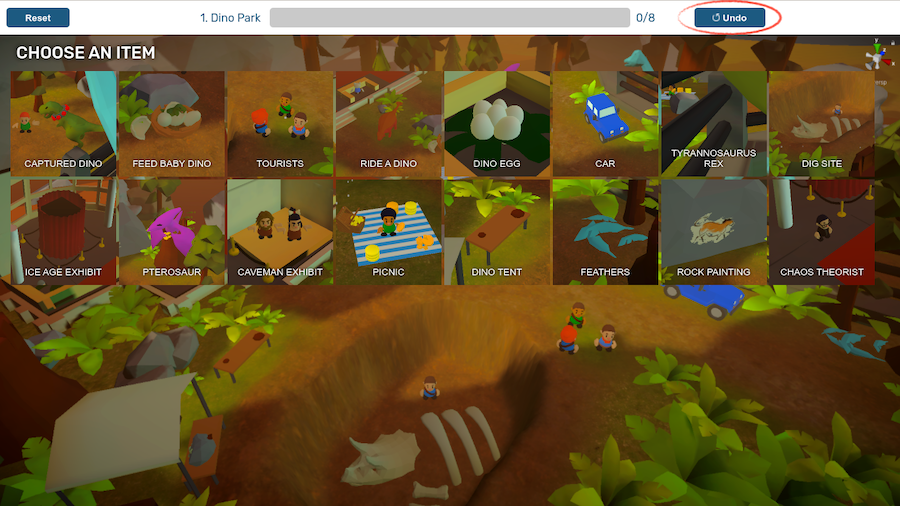 Reset
1. Dino Park
0/8
Undo
CHOOSE AN ITEM
CAPTURED DINO
FEED BABY DINO
TOURISTS
RIDE A DINO
DINO EGG
CAR
TYRANNOSAURUS
REX
DIG SITE
ICE AGE EXHIBIT
PTEROSAUR
CAVEMAN EXHIBIT
PICNIC
DINO TENT
FEATHERS
ROCK PAINTING
CHAOS THEORIST